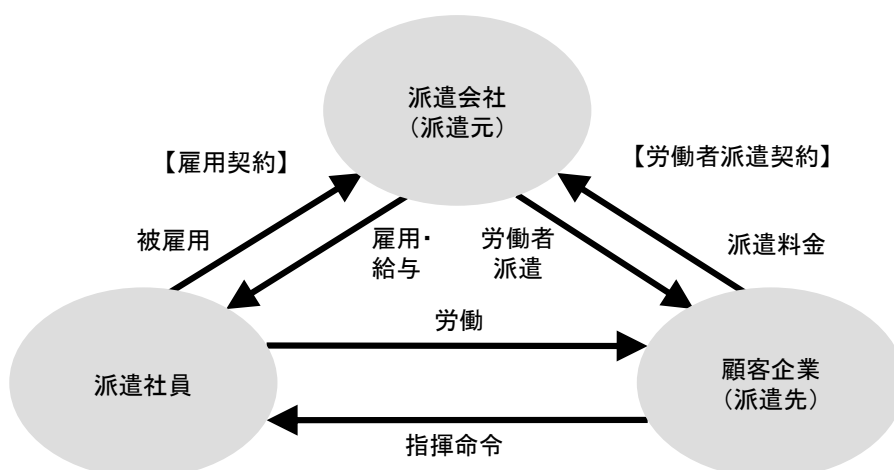 派遣会社
（派遣元）
【雇用契約】
【労働者派遣契約】
被雇用
雇用・
給与
労働者
派遣
派遣料金
労働
派遣社員
顧客企業
（派遣先）
指揮命令